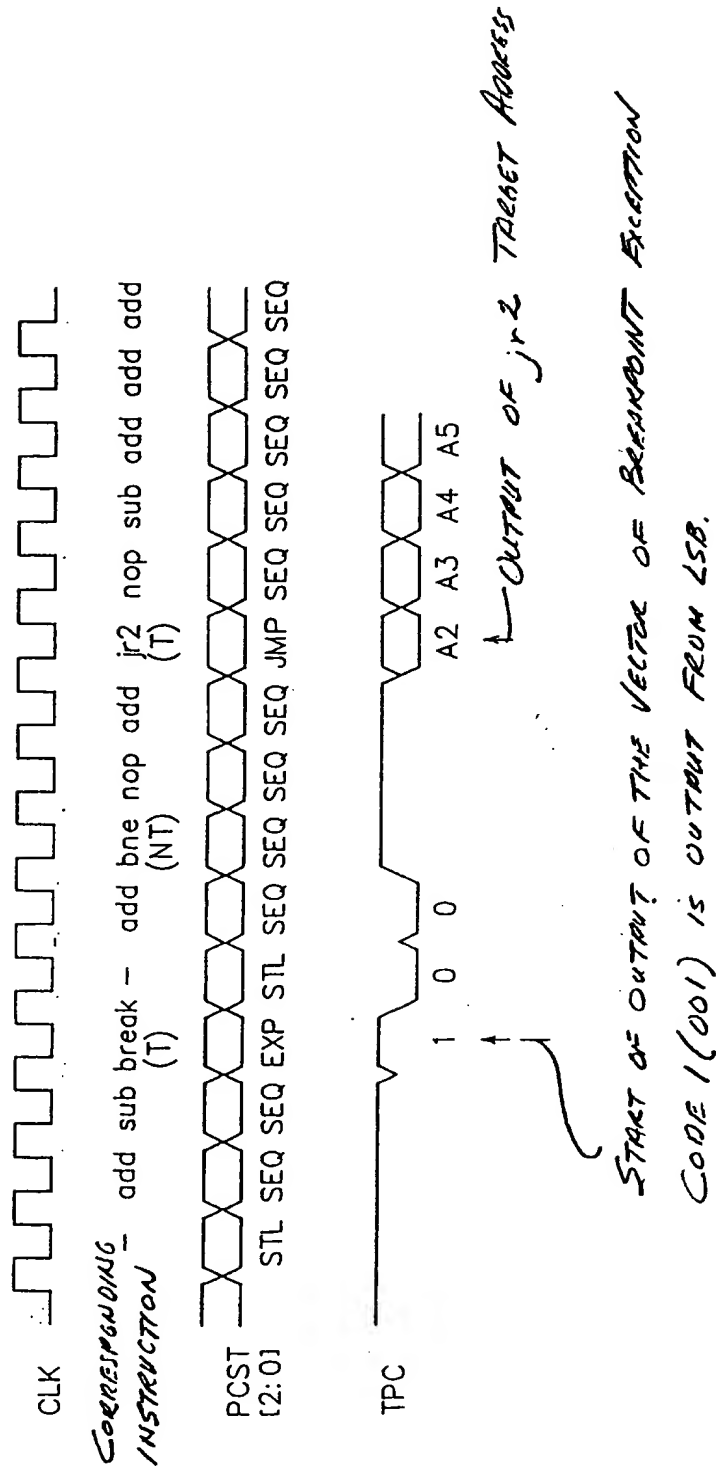 CLK
CORRESPONDING
INSTRUCTION
– add sub break – add bne nop add jr2 nop sub add add add
(T) (NT) (T)
PCST
[2:0]
STL SEQ SEQ EXP STL SEQ SEQ SEQ SEQ JMP SEQ SEQ SEQ SEQ SEQ
TPC
1 0 0 A2 A3 A4 A5
OUTPUT OF jr2 TARGET ADDRESS
START OF OUTPUT OF THE VECTOR OF BREAKPOINT EXCEPTION
CODE 1(001) IS OUTPUT FROM LSB.